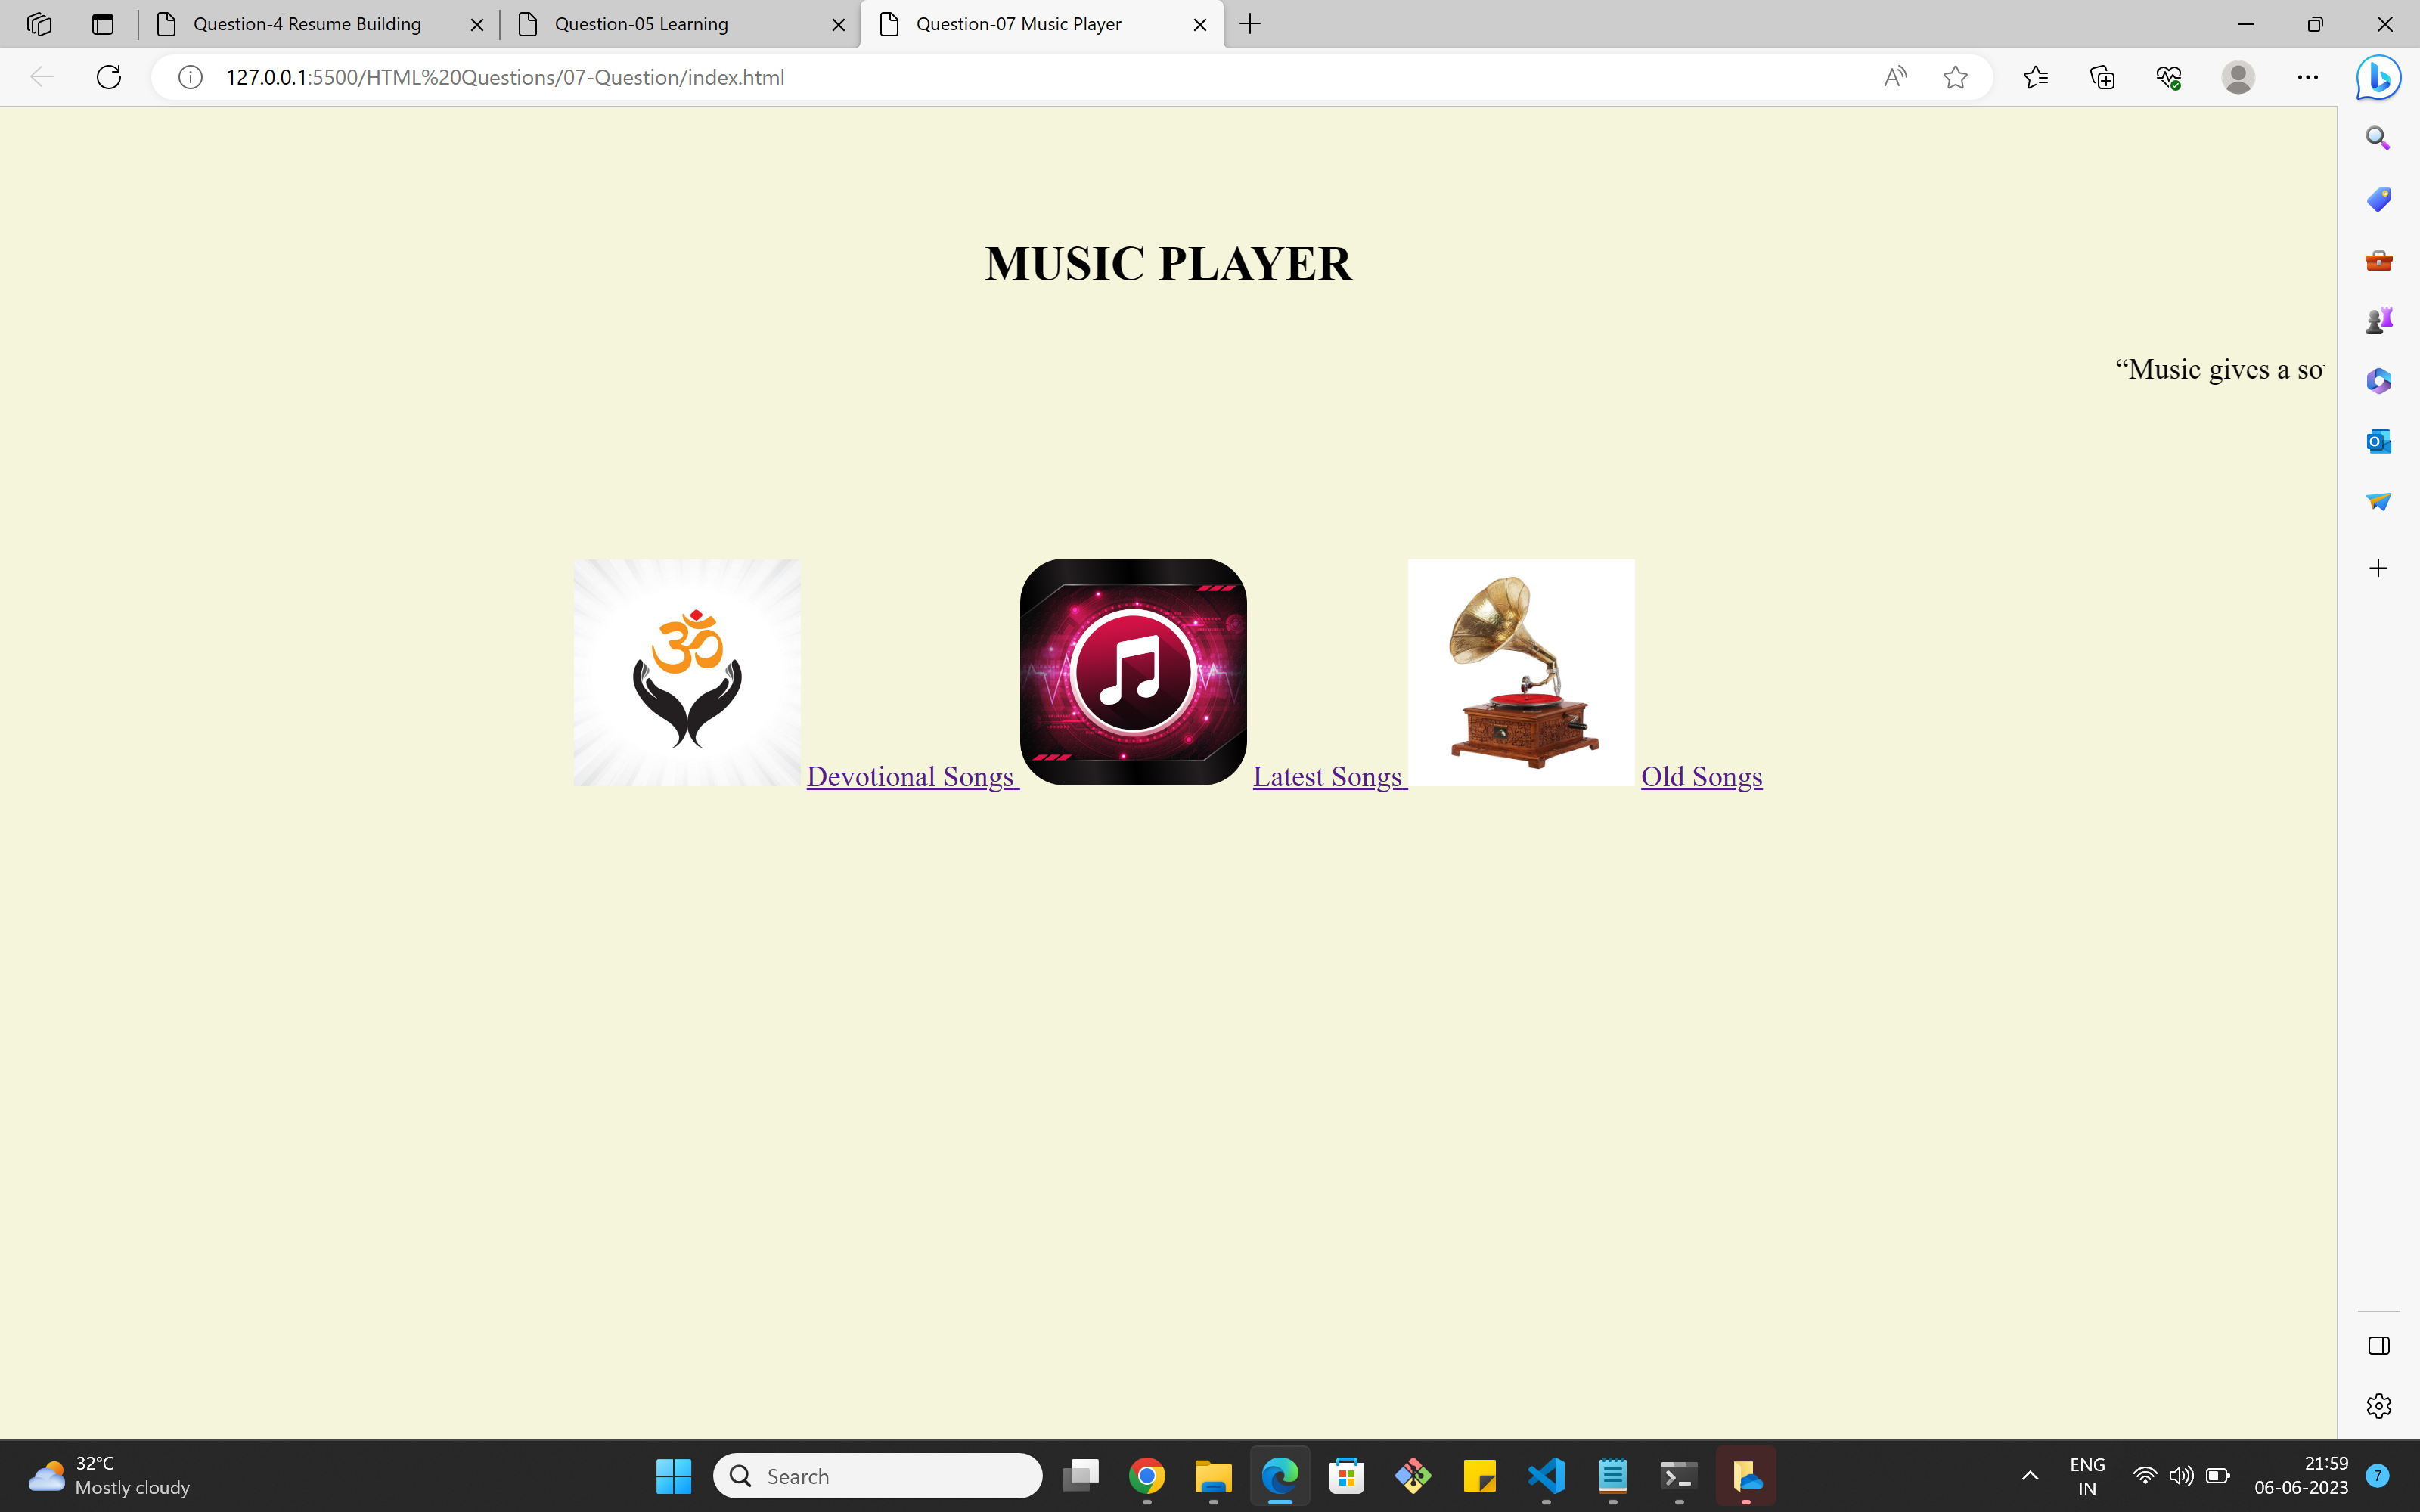 Question-4 Resume Building
Question-05 Learning
Question-07 Music Player
127.0.0.1:5500/HTML%20Questions/07-Question/index.html
MUSIC PLAYER
“Music gives a so
ॐ
Devotional Songs
Latest Songs
Old Songs
32°C
Mostly cloudy
Search
ENG
IN
21:59
06-06-2023
7